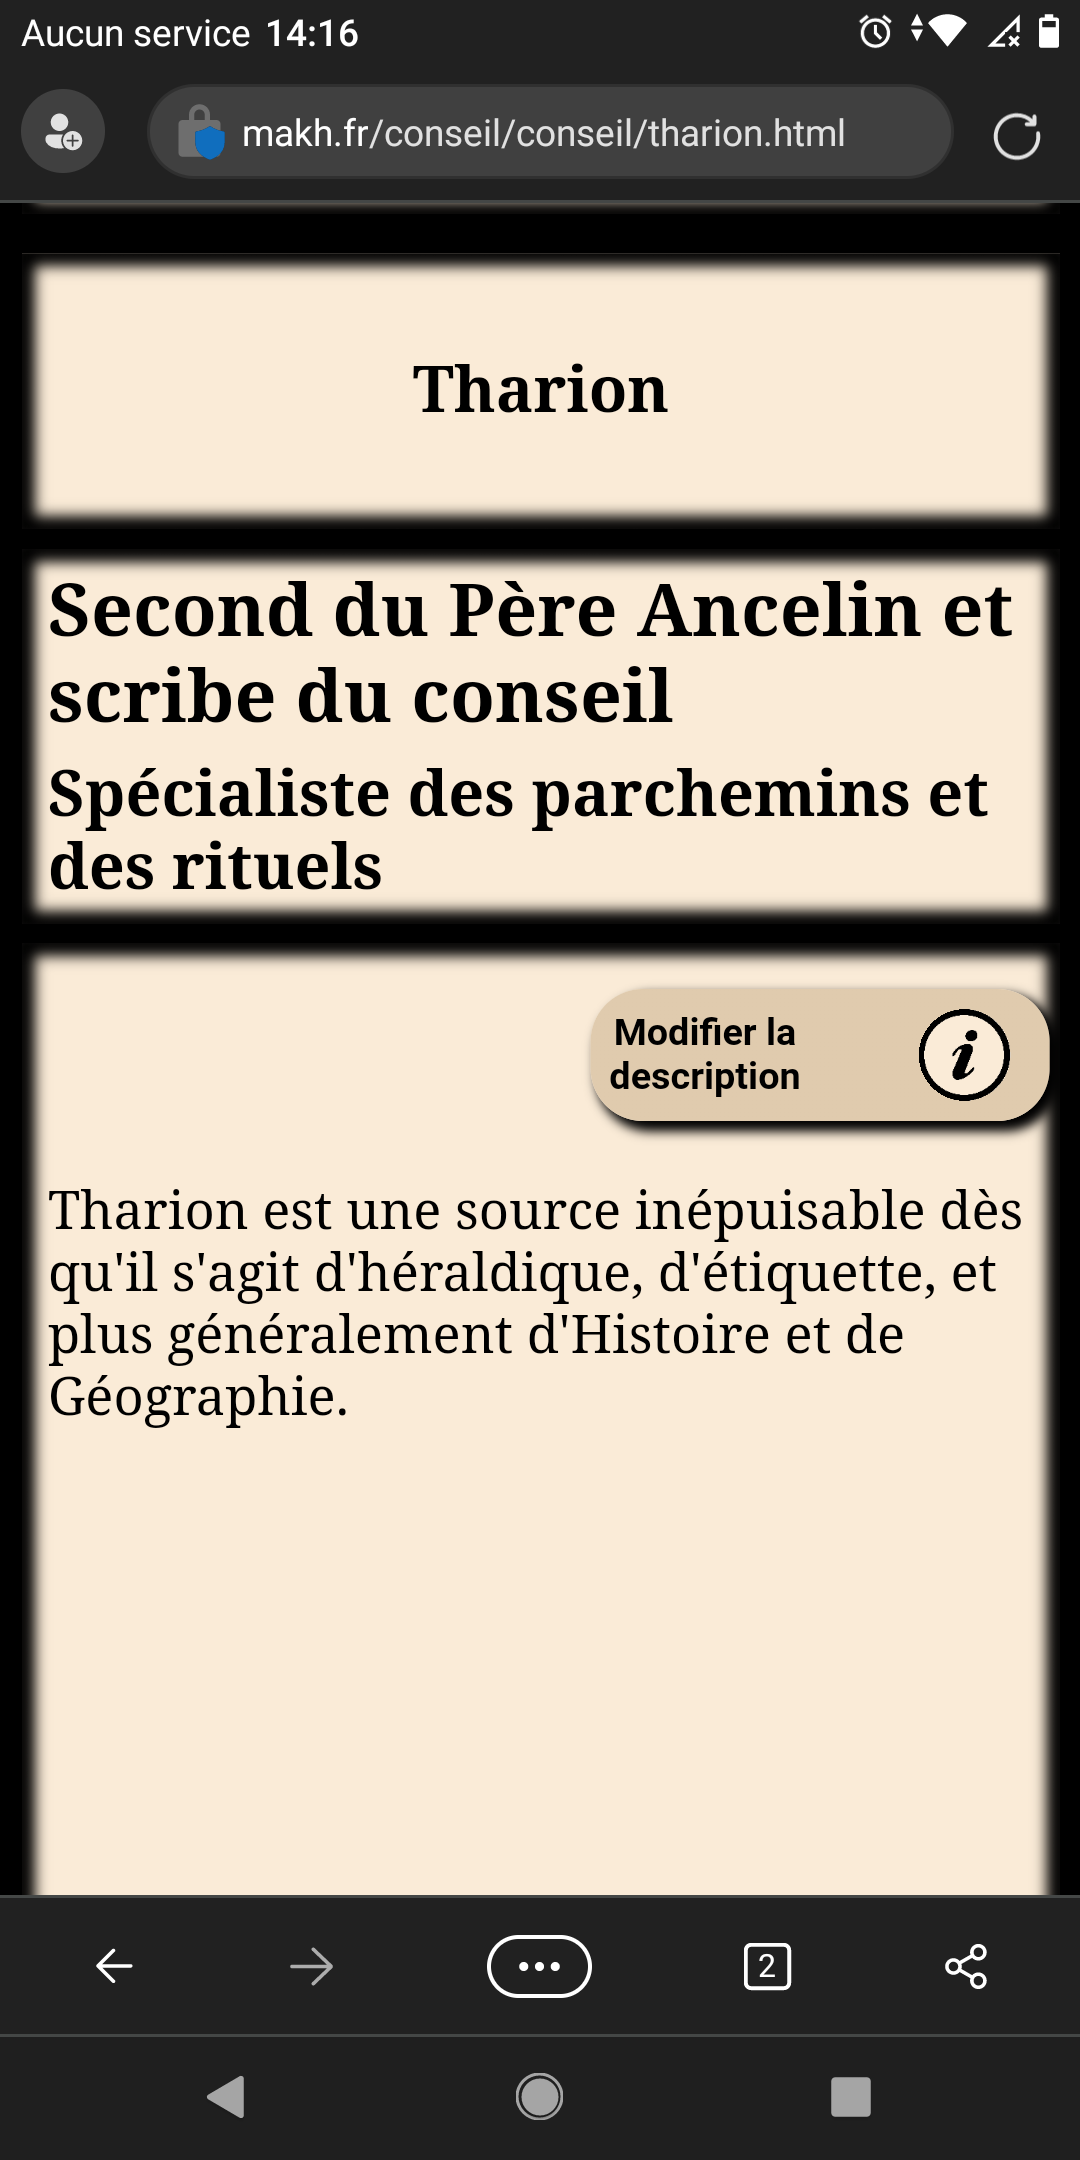 Aucun service 14:16
makh.fr/conseil/conseil/tharion.html
Tharion
Second du Père Ancelin et
scribe du conseil
Spécialiste des parchemins et
des rituels
Modifier la
description
i
Tharion est une source inépuisable dès
qu'il s'agit d'héraldique, d'étiquette, et
plus généralement d'Histoire et de
Géographie.
2